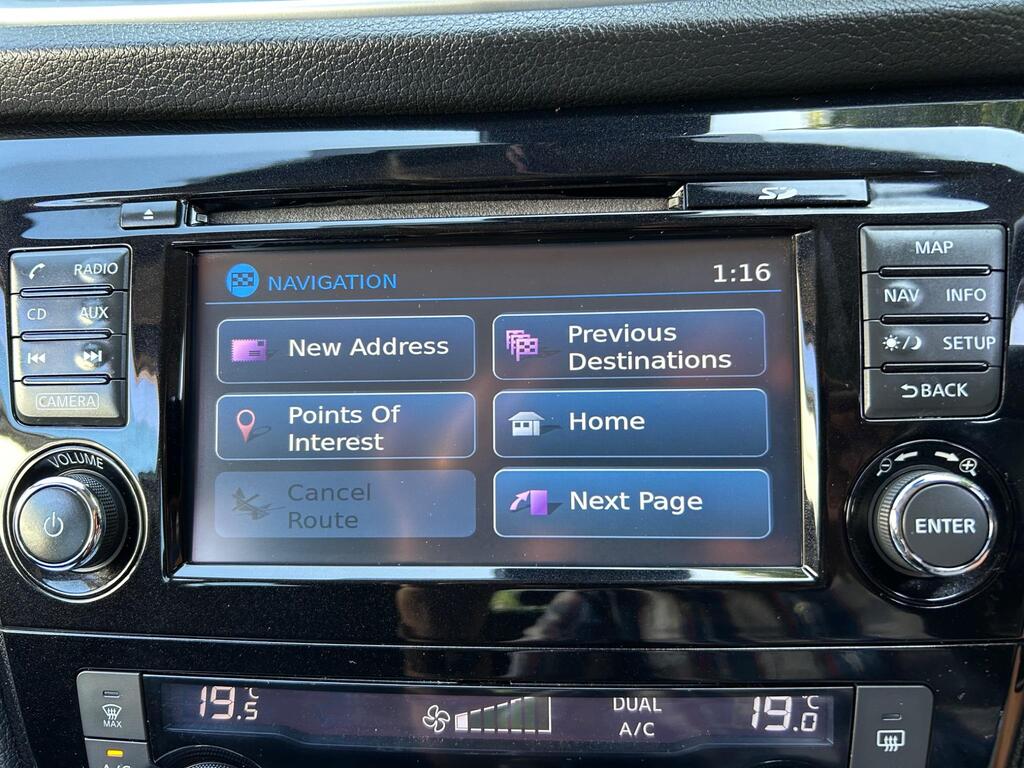 SD
MAP
RADIO
CD AUX
CAMERA
VOLUME
NAVIGATION
1:16
New Address
Previous
Destinations
Points Of
Interest
Home
Cancel
Route
Next Page
NAV INFO
SETUP
BACK
ENTER
MAX
A/C
19.5 °C
DUAL
A/C
19.0 °C